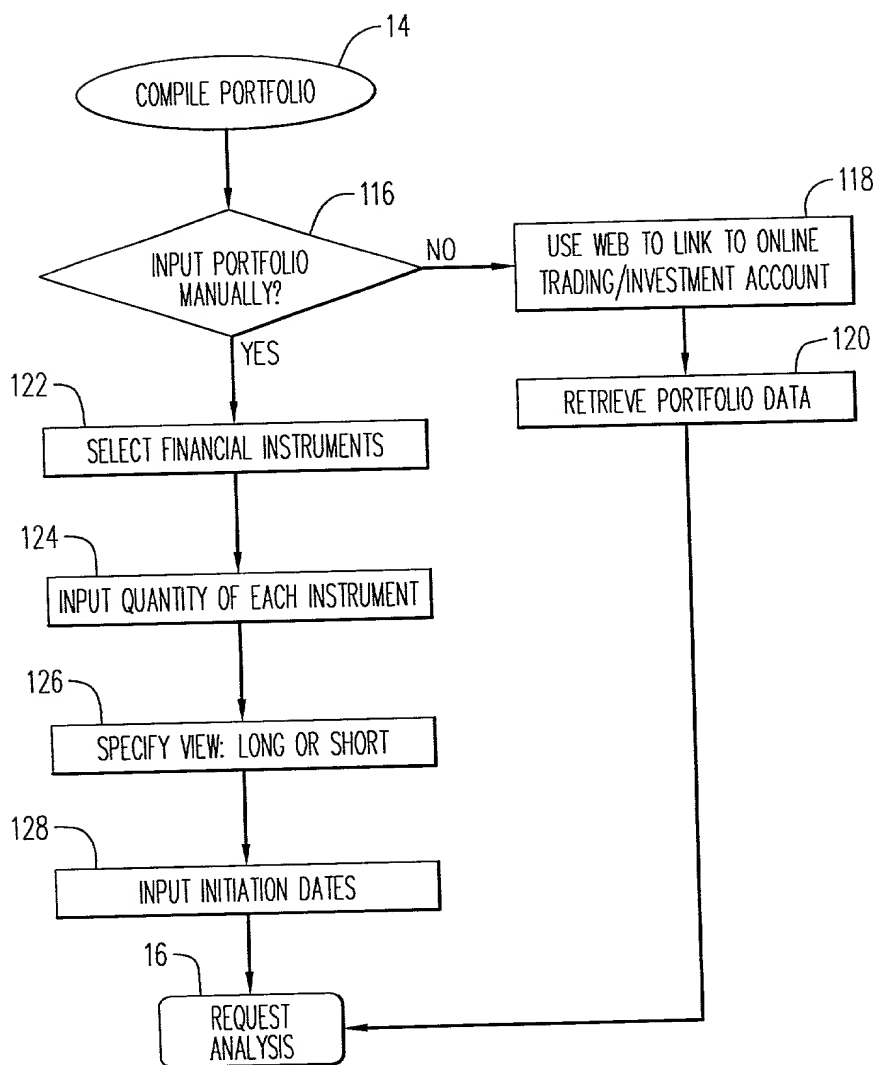 14
COMPILE PORTFOLIO
116
INPUT PORTFOLIO
MANUALLY?
NO
YES
118
USE WEB TO LINK TO ONLINE
TRADING/INVESTMENT ACCOUNT
120
RETRIEVE PORTFOLIO DATA
122
SELECT FINANCIAL INSTRUMENTS
124
INPUT QUANTITY OF EACH INSTRUMENT
126
SPECIFY VIEW: LONG OR SHORT
128
INPUT INITIATION DATES
16
REQUEST
ANALYSIS